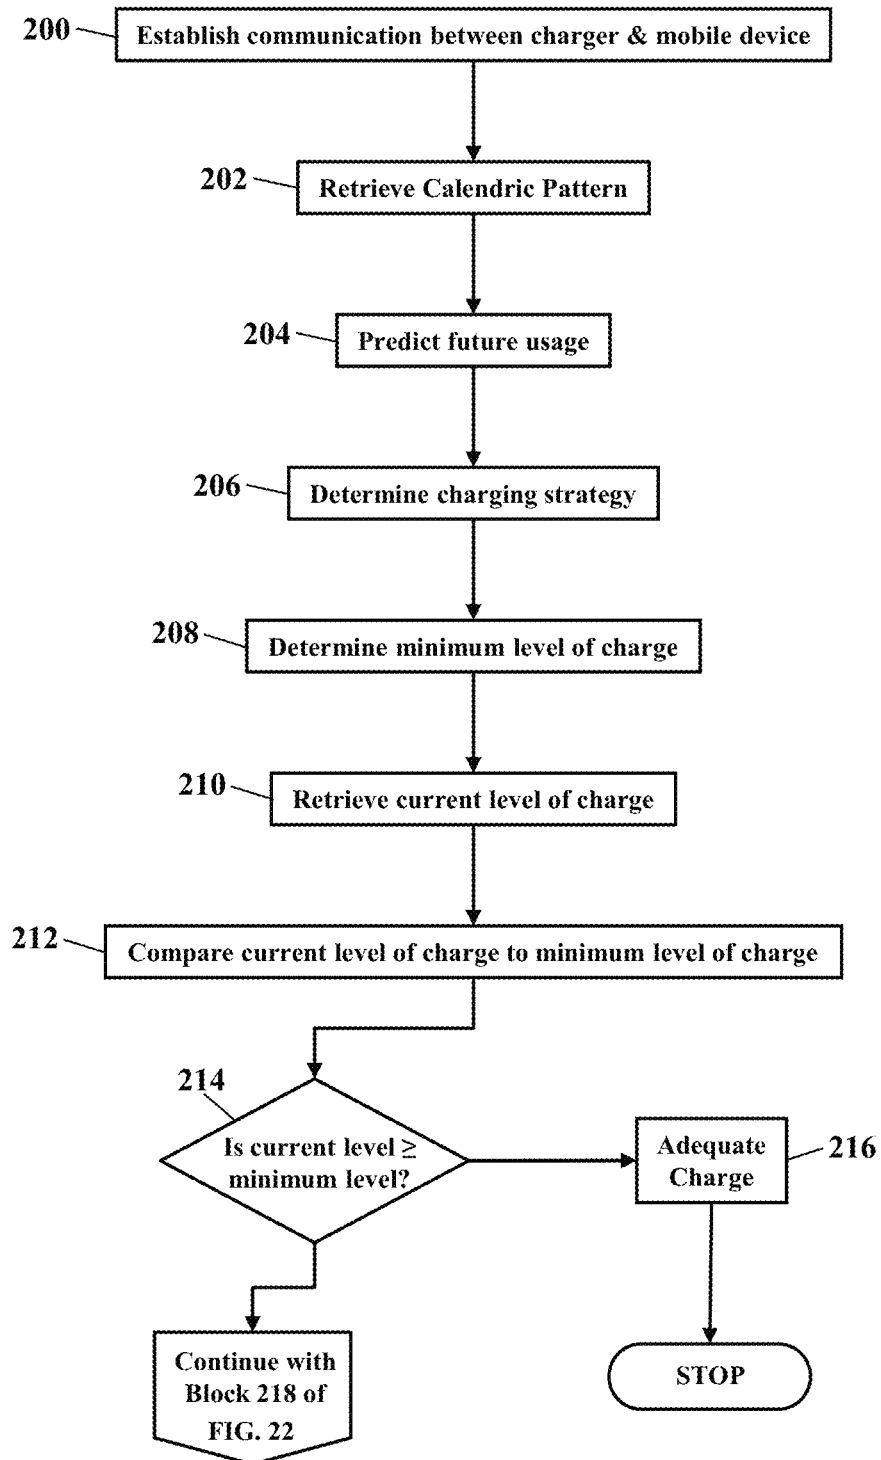 200
Establish communication between charger & mobile device
202
Retrieve Calendric Pattern
204
Predict future usage
206
Determine charging strategy
208
Determine minimum level of charge
210
Retrieve current level of charge
212
Compare current level of charge to minimum level of charge
214
Is current level ≥
minimum level?
Adequate
Charge
216
Continue with
Block 218 of
FIG. 22
STOP